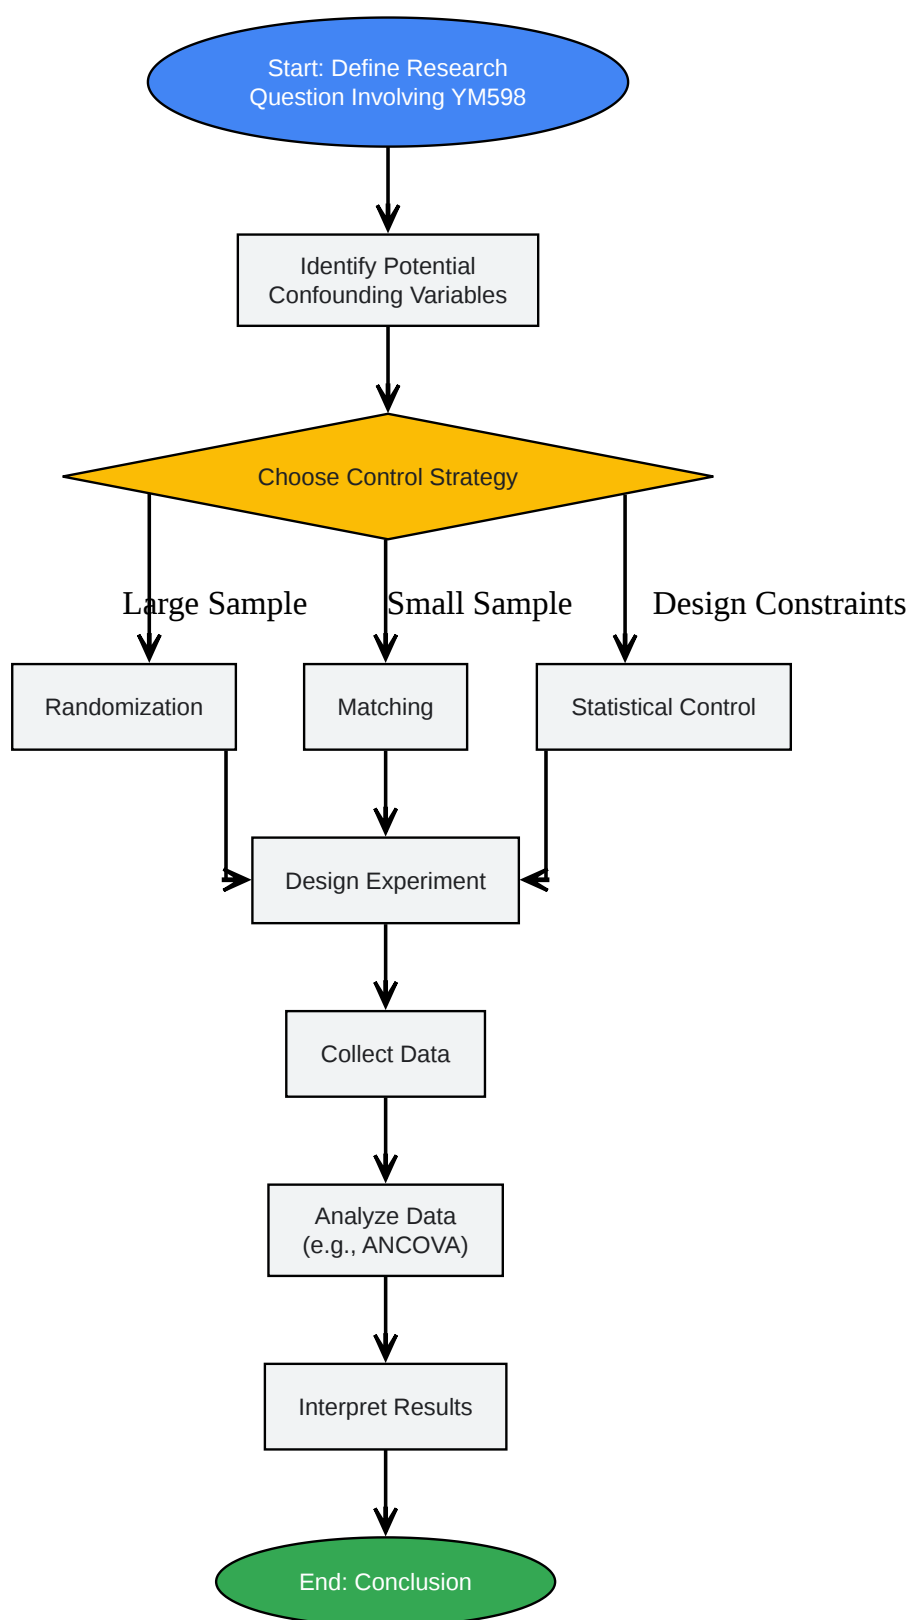 Start: Define Research
Question Involving YM598
Identify Potential
Confounding Variables
Choose Control Strategy
Large Sample
Small Sample
Design Constraints
Randomization
Matching
Statistical Control
Design Experiment
Collect Data
Analyze Data
(e.g., ANCOVA)
Interpret Results
End: Conclusion